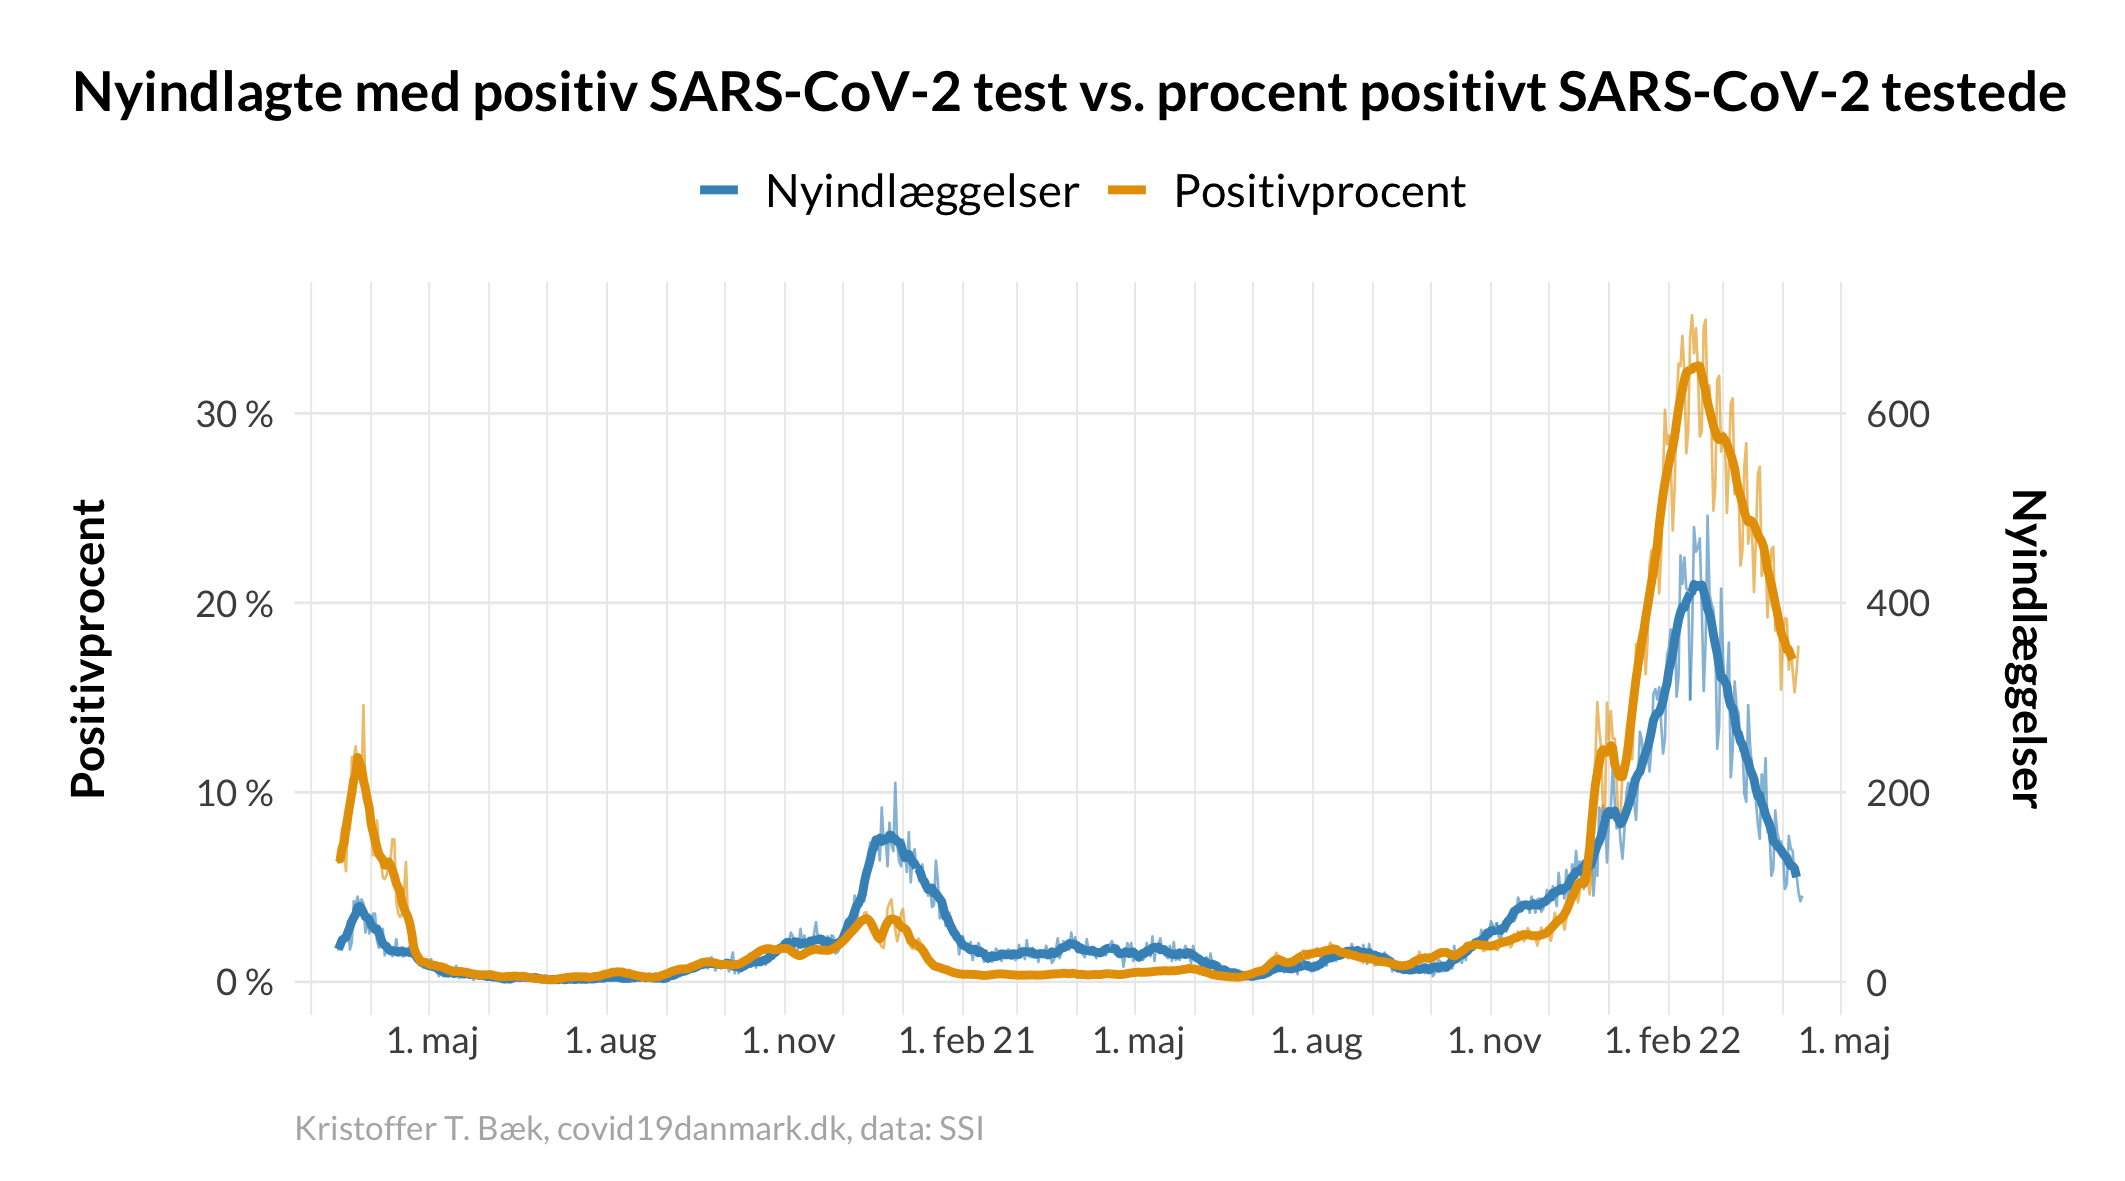 Nyindlagte med positiv SARS-CoV-2 test vs. procent positivt SARS-CoV-2 testede
Nyindlæggelser
Positivprocent
Positivprocent
30 %
20 %
10 %
0 %
600
400
200
0
Nyindlæggelser
1. maj
1. aug
1. nov
1. feb 21
1. maj
1. aug
1. nov
1. feb 22
1. maj
Kristoffer T. Bæk, covid19danmark.dk, data: SSI